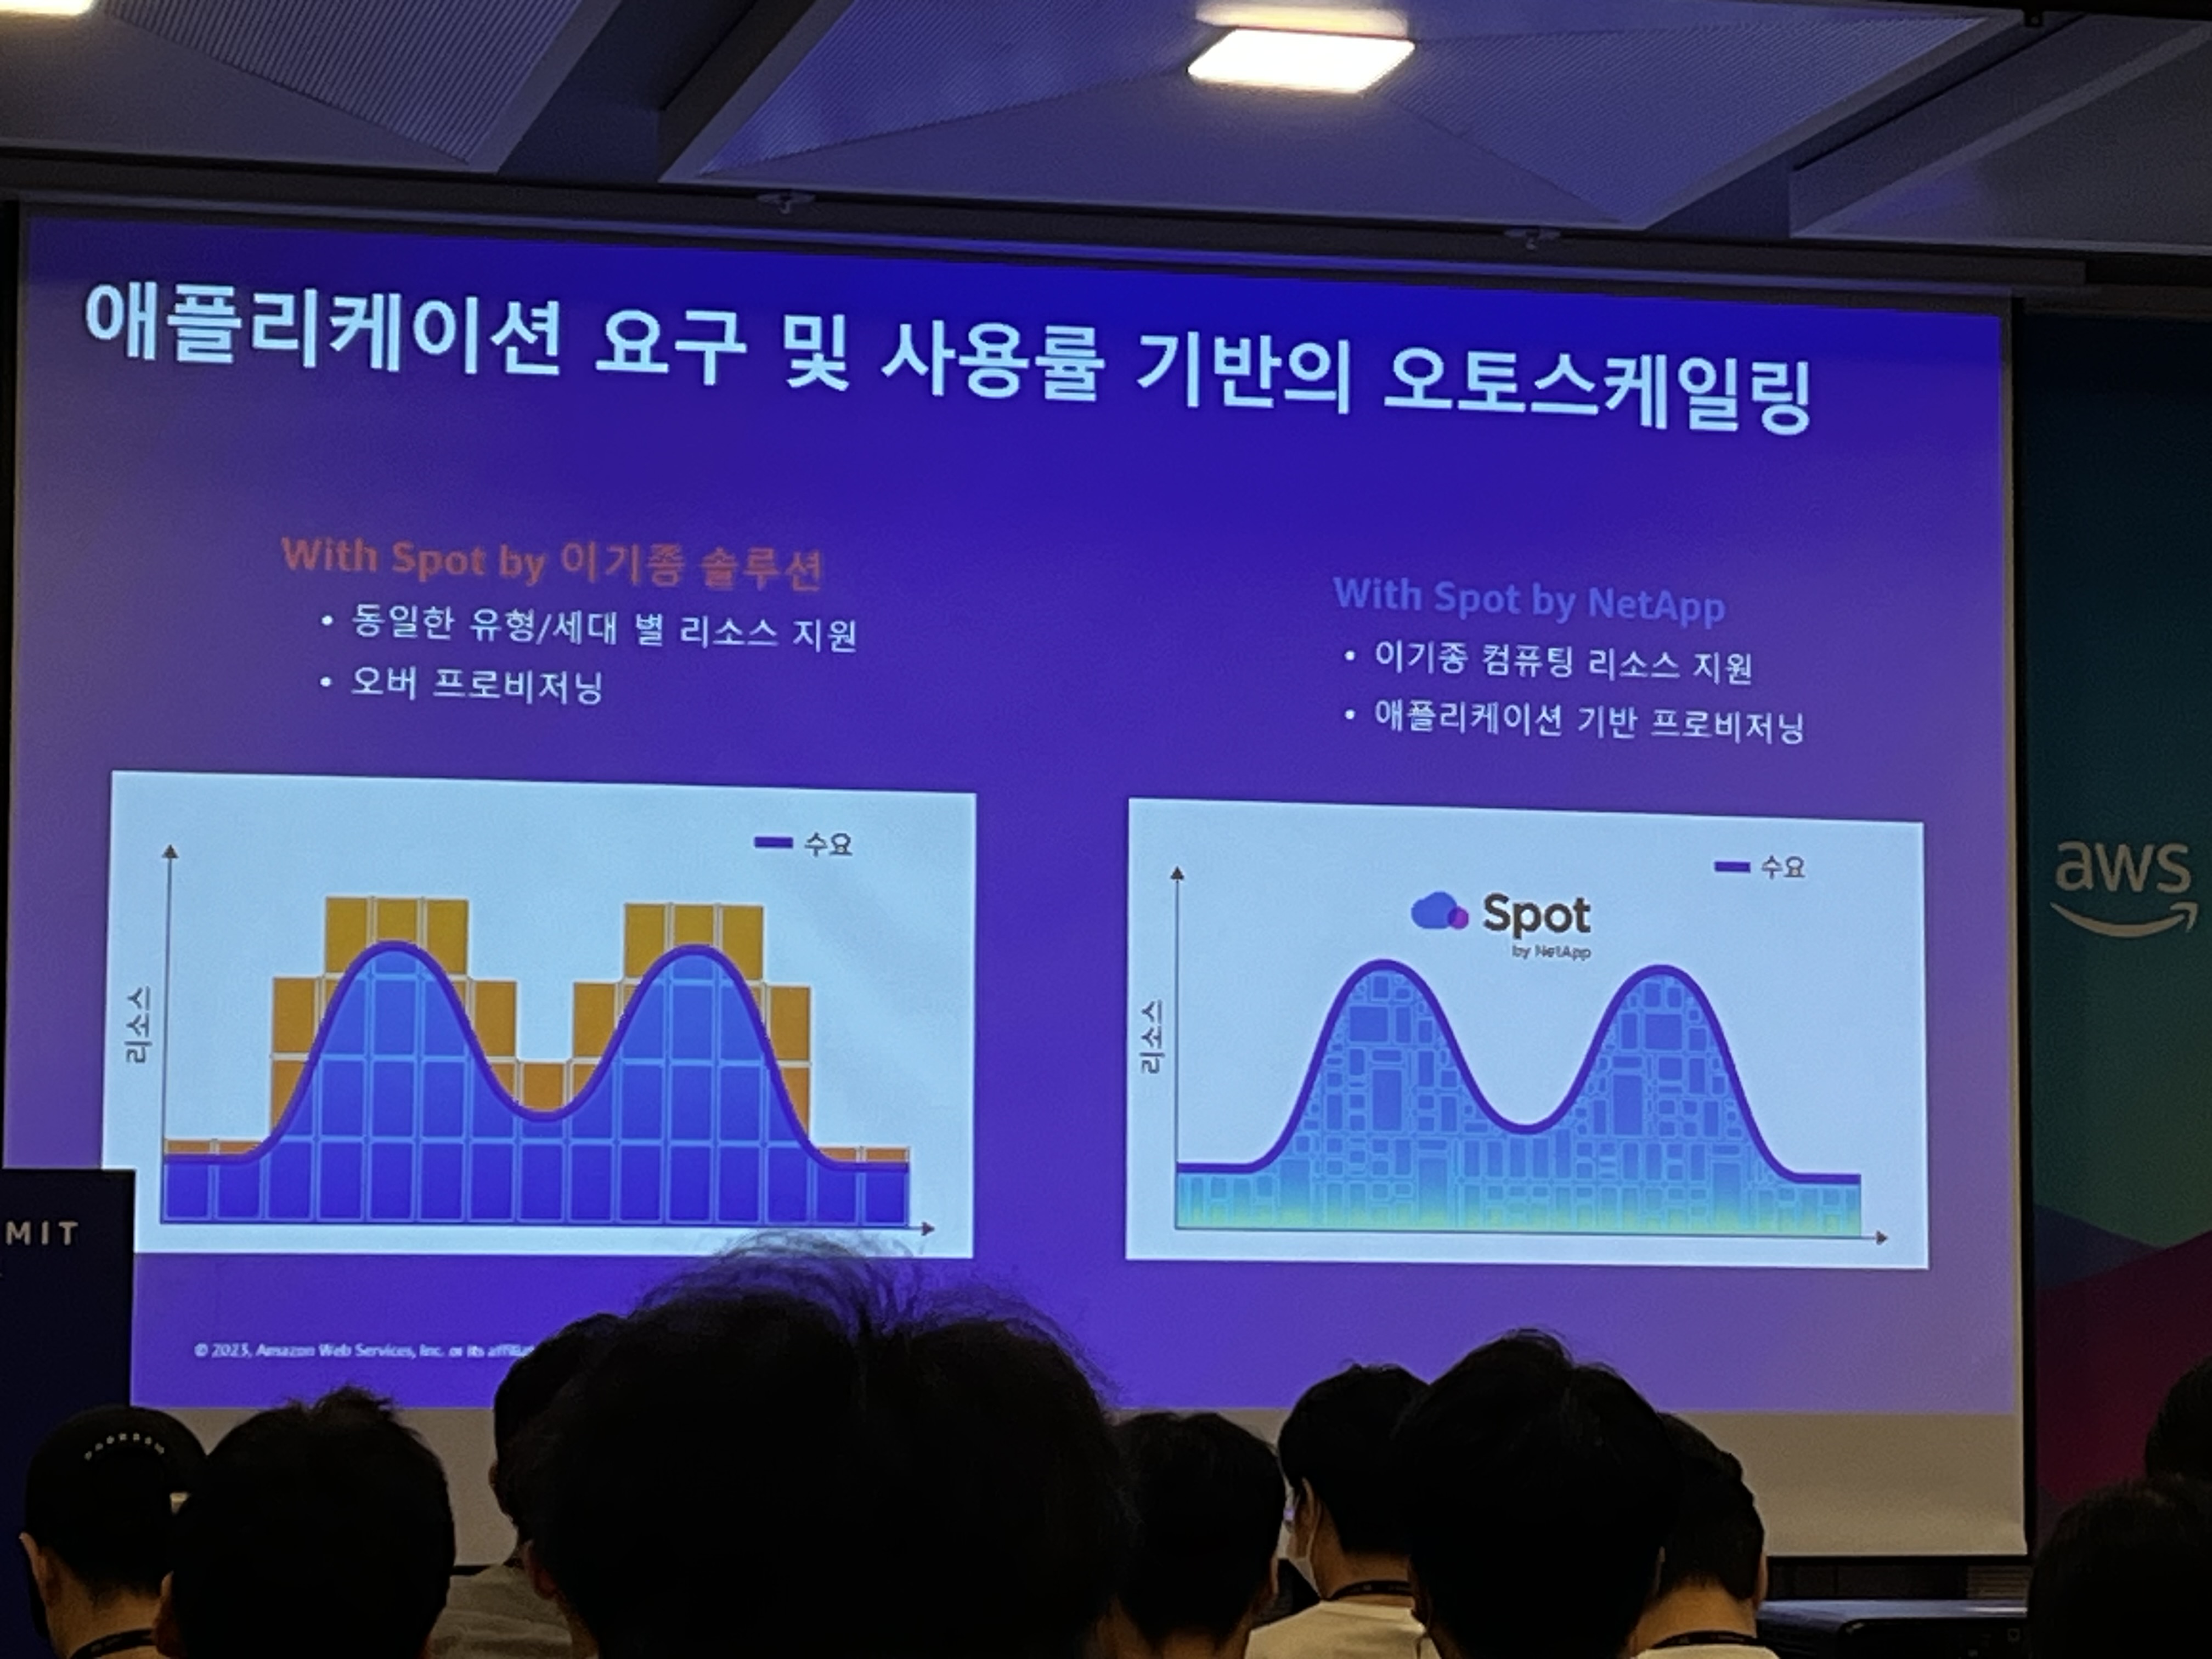 애플리케이션 요구 및 사용률 기반의 오토스케일링
With Spot by 이기종 솔루션
• 동일한 유형/세대 별 리소스 지원
• 오버 프로비저닝
수요
리소스
With Spot by NetApp
• 이기종 컴퓨팅 리소스 지원
• 애플리케이션 기반 프로비저닝
수요
Spot
by NetApp
리소스
aws
MIT
© 2023, Amazon Web Services, Inc. or its